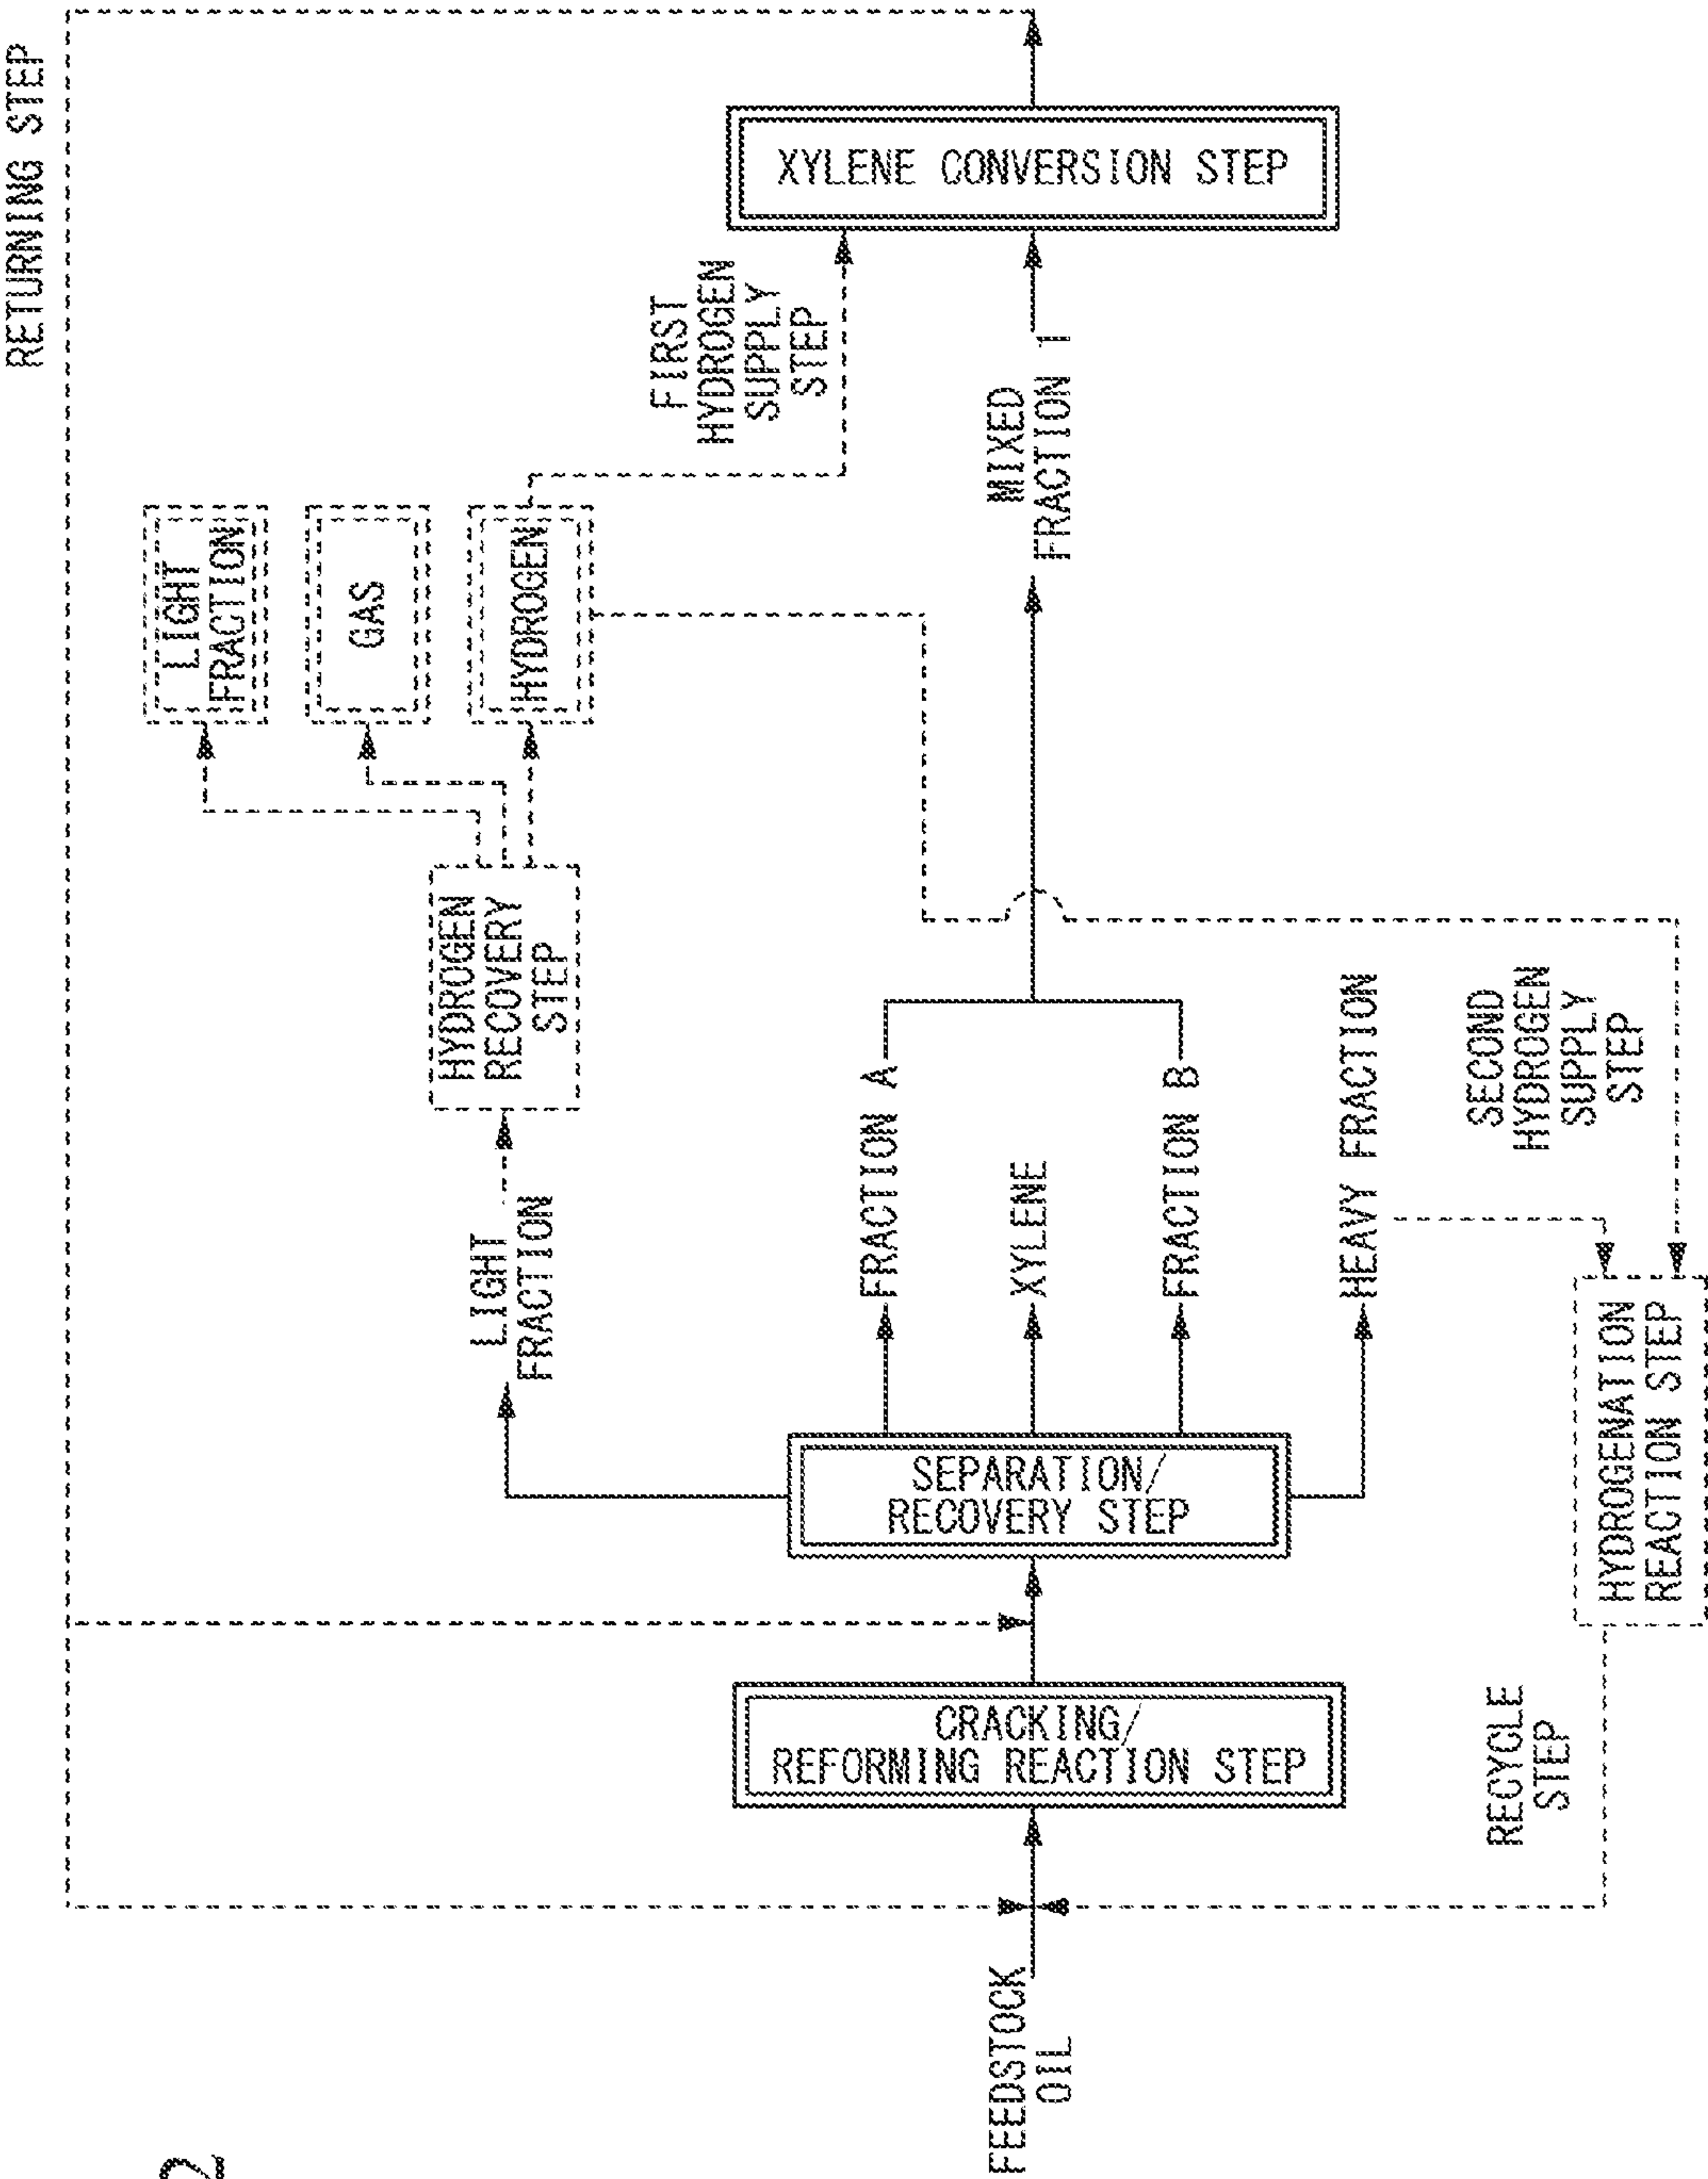 2
RETURNING STEP
LIGHT
FRACTION
GAS
HYDROGEN
HYDROGEN
RECOVERY
STEP
LIGHT
FRACTION
FIRST
HYDROGEN
SUPPLY
STEP
FEEDSTOCK
OIL
CRACKING/
REFORMING REACTION STEP
SEPARATION/
RECOVERY STEP
FRACTION A
XYLENE
FRACTION B
HEAVY FRACTION
MIXED
FRACTION 1
XYLENE CONVERSION STEP
SECOND
HYDROGEN
SUPPLY
STEP
RECYCLE
STEP
HYDROGENATION
REACTION STEP